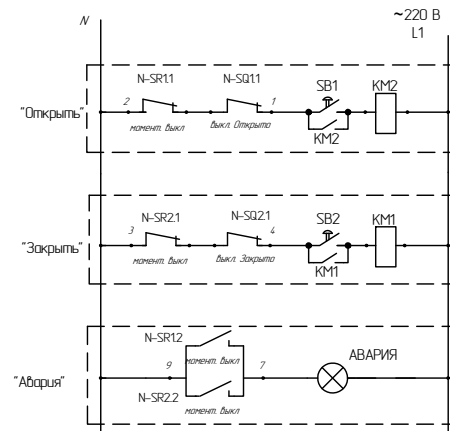 N
~220 В
L1
N-SR1.1
N-SQ1.1
SB1
KM2
"Открыть"
2
1
момент. выкл
выкл. Открыто
KM2
N-SR2.1
N-SQ2.1
SB2
KM1
"Закрыть"
3
4
момент. выкл
выкл. Закрыто
KM1
N-SR1.2
момент. выкл
АВАРИЯ
9
7
"Авария"
N-SR2.2
момент. выкл